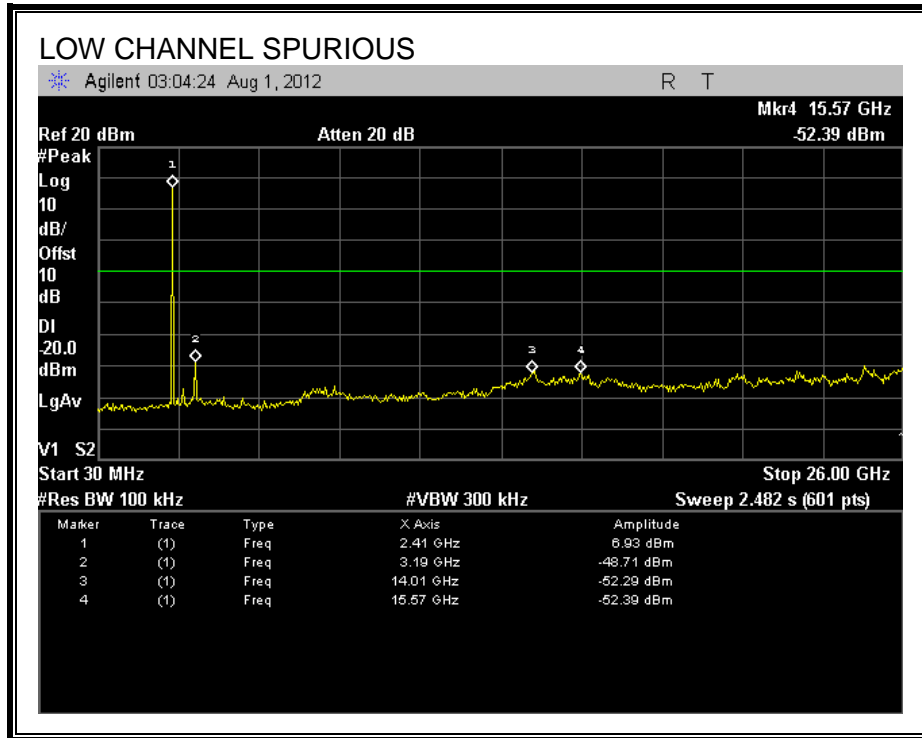 LOW CHANNEL SPURIOUS
Agilent 03:04:24 Aug 1, 2012 R T
Mkr4 15.57 GHz
Ref 20 dBm Atten 20 dB -52.39 dBm
#Peak
Log
10
dB/
Offst
10
dB
DI
-20.0
dBm
LgAv
V1 S2
1
2
3
4
Start 30 MHz Stop 26.00 GHz
#Res BW 100 kHz #VBW 300 kHz Sweep 2.482 s (601 pts)
Marker Trace Type X Axis Amplitude
1 (1) Freq 2.41 GHz 6.93 dBm
2 (1) Freq 3.19 GHz -48.71 dBm
3 (1) Freq 14.01 GHz -52.29 dBm
4 (1) Freq 15.57 GHz -52.39 dBm